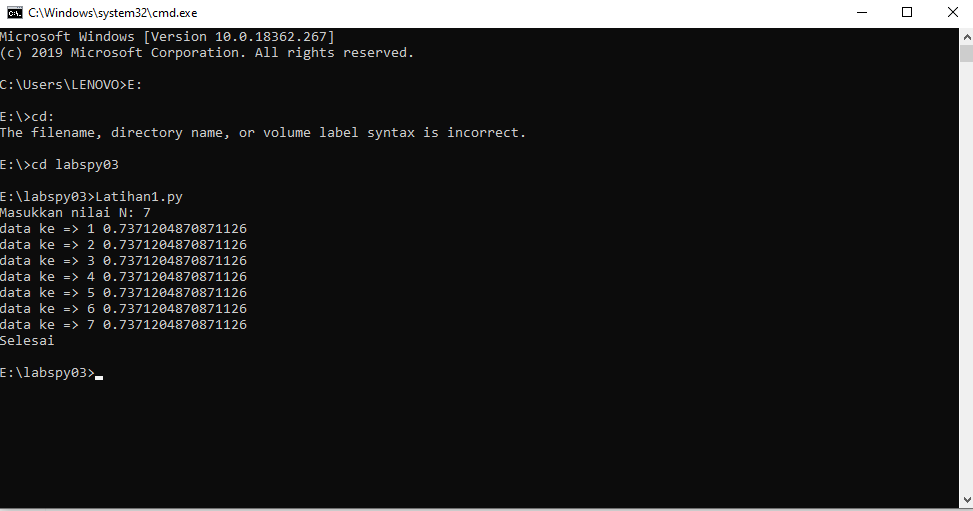 C:\Windows\system32\cmd.exe
Microsoft Windows [Version 10.0.18362.267]
(c) 2019 Microsoft Corporation. All rights reserved.
C:\Users\LENOVO>E:
E:\>cd:
The filename, directory name, or volume label syntax is incorrect.
E:\>cd labspy03
E:\labspy03>Latihan1.py
Masukkan nilai N: 7
data ke => 1 0.7371204870871126
data ke => 2 0.7371204870871126
data ke => 3 0.7371204870871126
data ke => 4 0.7371204870871126
data ke => 5 0.7371204870871126
data ke => 6 0.7371204870871126
data ke => 7 0.7371204870871126
Selesai
E:\labspy03>